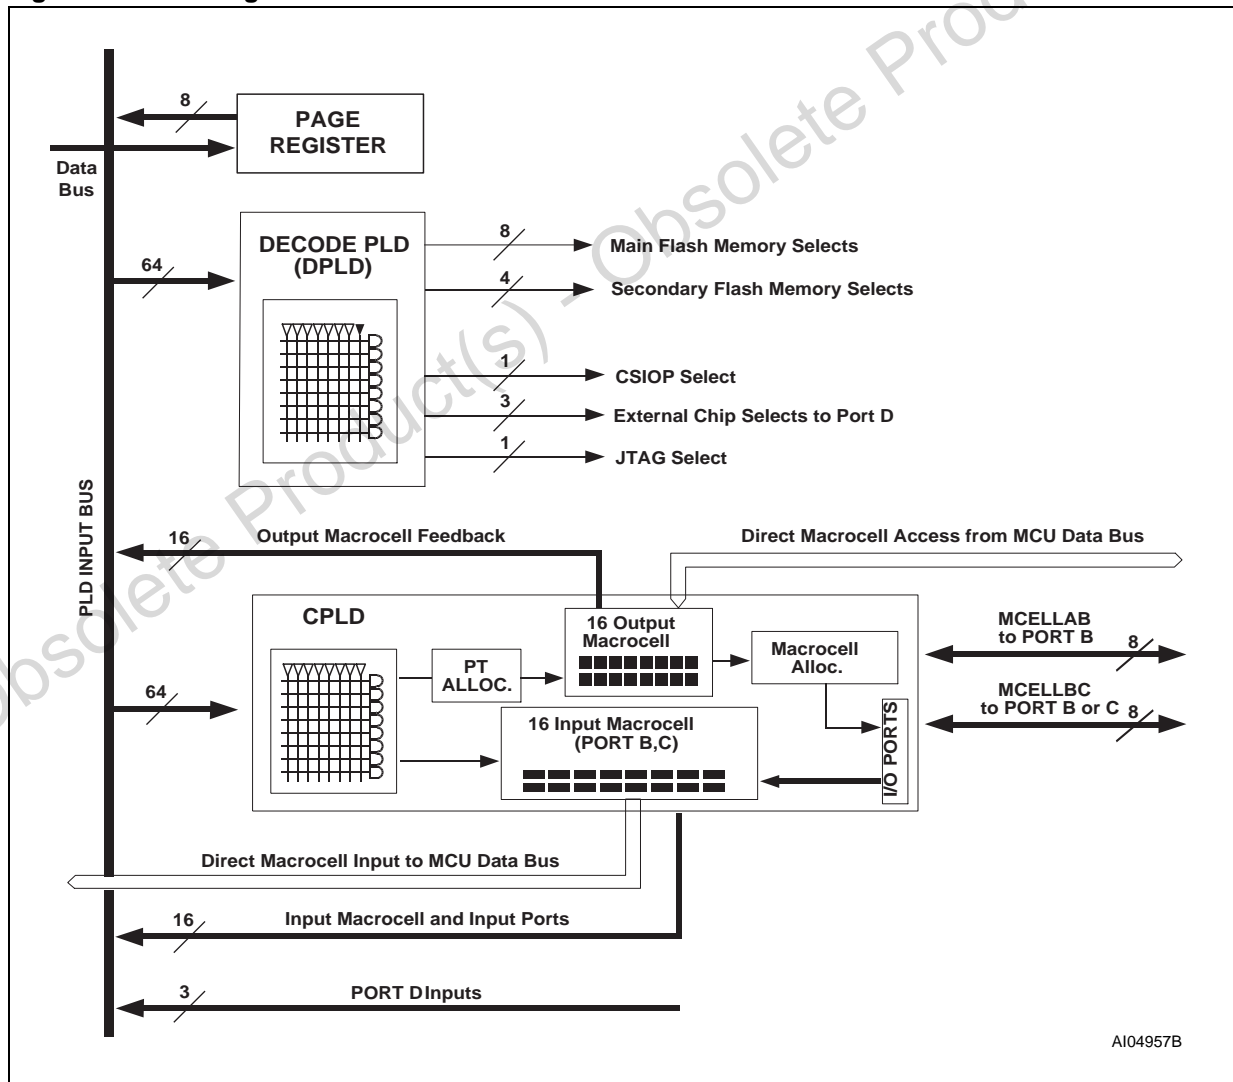 8
PAGE
REGISTER
Data
Bus
DECODE PLD
(DPLD)
64
8
Main Flash Memory Selects
4
Secondary Flash Memory Selects
1
CSIOP Select
3
External Chip Selects to Port D
1
JTAG Select
PLD INPUT BUS
16
Output Macrocell Feedback
Direct Macrocell Access from MCU Data Bus
CPLD
16 Output
Macrocell
Macrocell
Alloc.
PT
ALLOC.
MCELLAB
to PORT B
8
64
MCELLBC
to PORT B or C
8
16 Input Macrocell
(PORT B,C)
I/O PORTS
Direct Macrocell Input to MCU Data Bus
16
Input Macrocell and Input Ports
3
PORT D Inputs
AI04957B
Obsolete Product(s) - Obsolete Prod